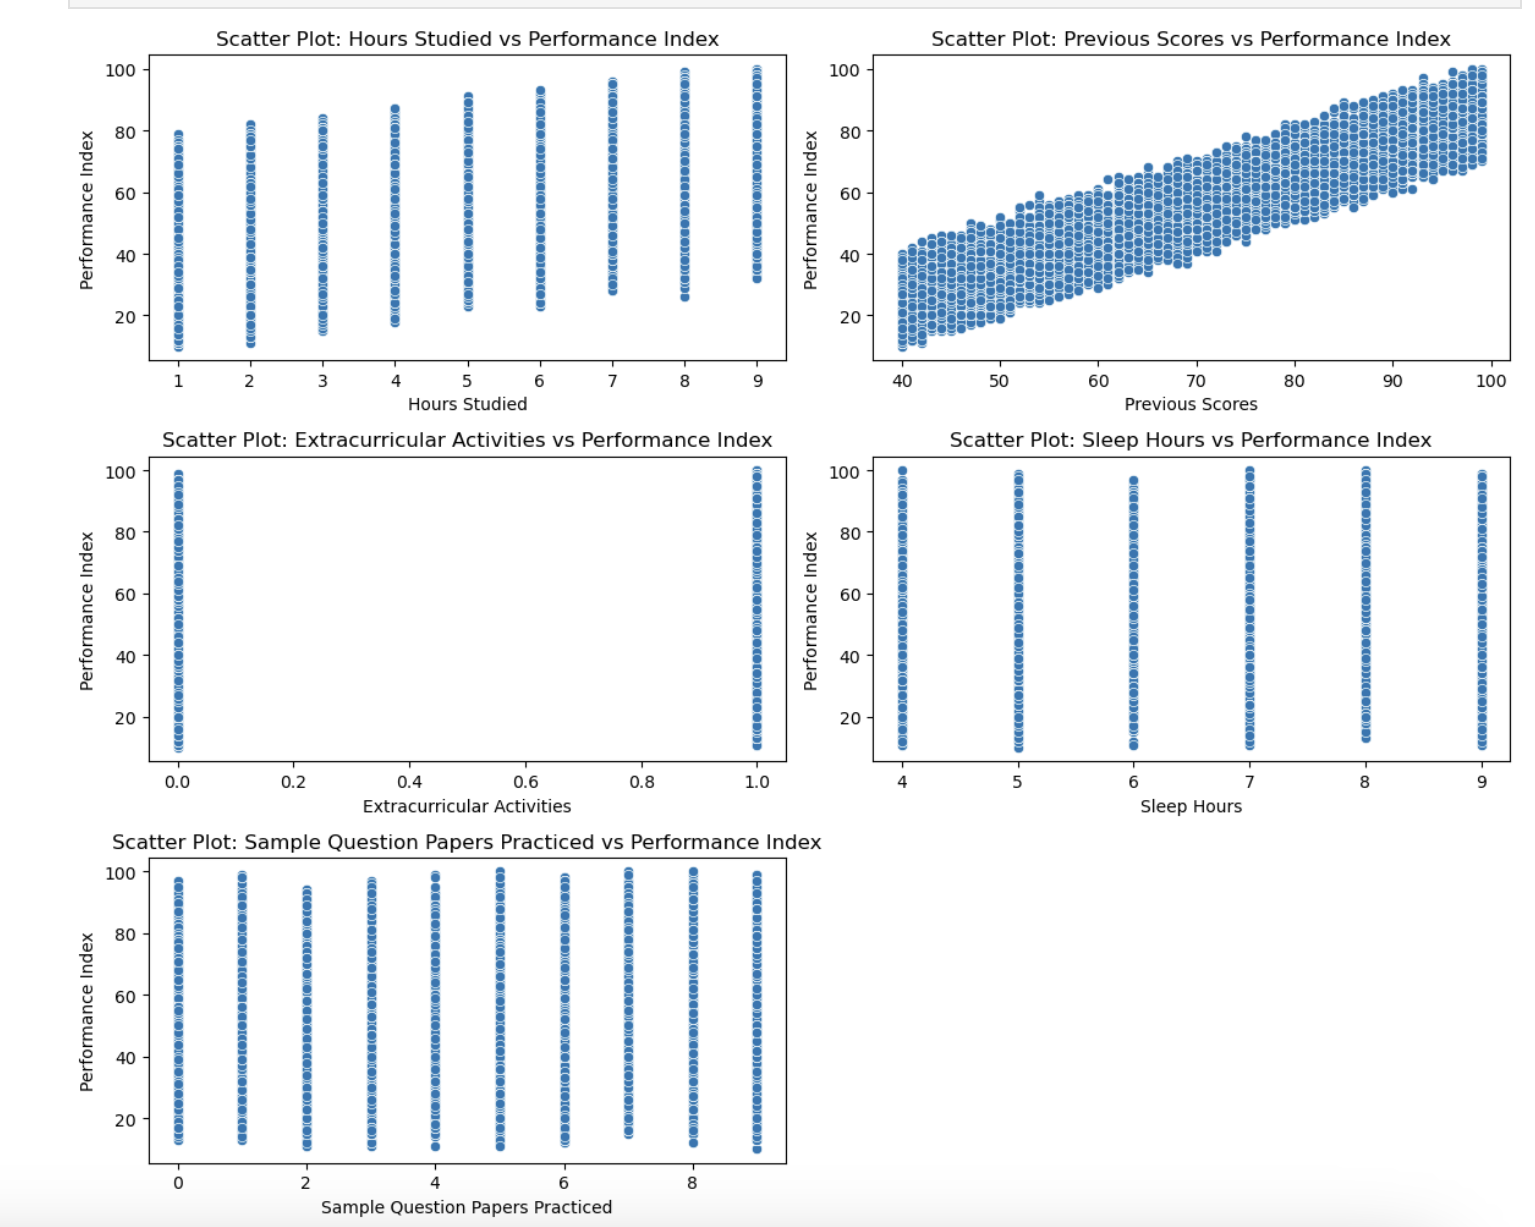 Scatter Plot: Hours Studied vs Performance Index
Performance Index
100
80
60
40
20
1 2 3 4 5 6 7 8 9
Hours Studied
Scatter Plot: Previous Scores vs Performance Index
Performance Index
100
80
60
40
20
40 50 60 70 80 90 100
Previous Scores
Scatter Plot: Extracurricular Activities vs Performance Index
Performance Index
100
80
60
40
20
0.0 0.2 0.4 0.6 0.8 1.0
Extracurricular Activities
Scatter Plot: Sleep Hours vs Performance Index
Performance Index
100
80
60
40
20
4 5 6 7 8 9
Sleep Hours
Scatter Plot: Sample Question Papers Practiced vs Performance Index
Performance Index
100
80
60
40
20
0 2 4 6 8
Sample Question Papers Practiced